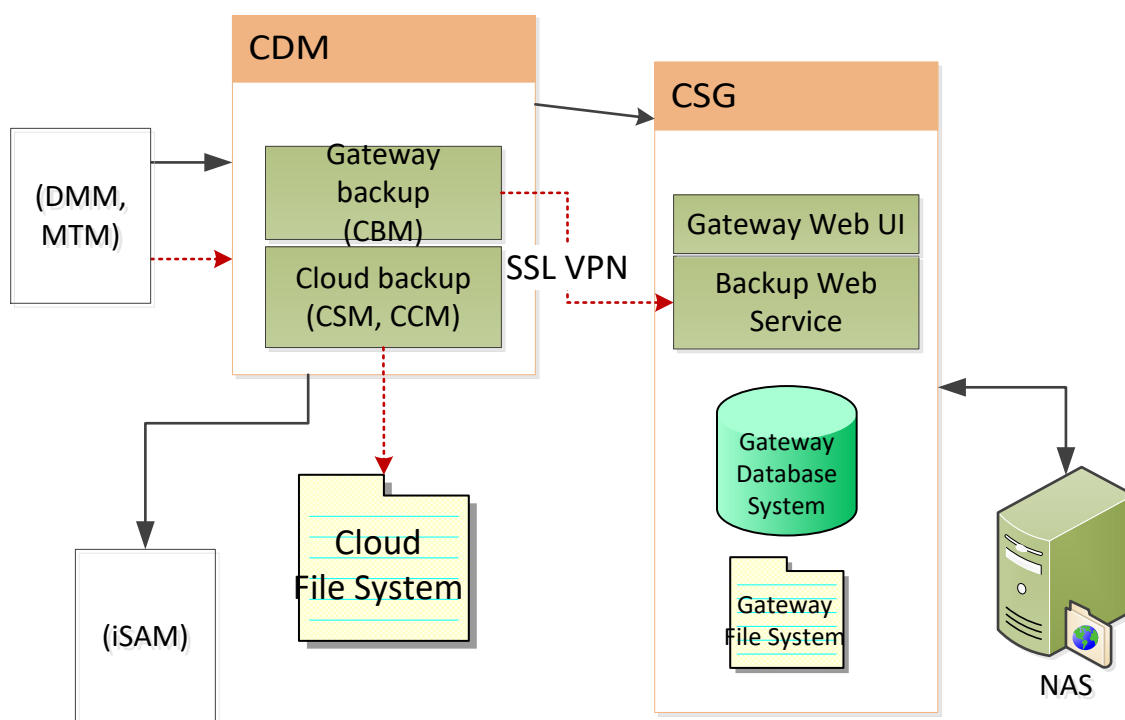 CDM
CSG
(DMM,
MTM)
Gateway
backup
(CBM)
Cloud backup
(CSM, CCM)
SSL VPN
Gateway Web UI
Backup Web
Service
Gateway
Database
System
Cloud
File System
Gateway
File System
(iSAM)
NAS